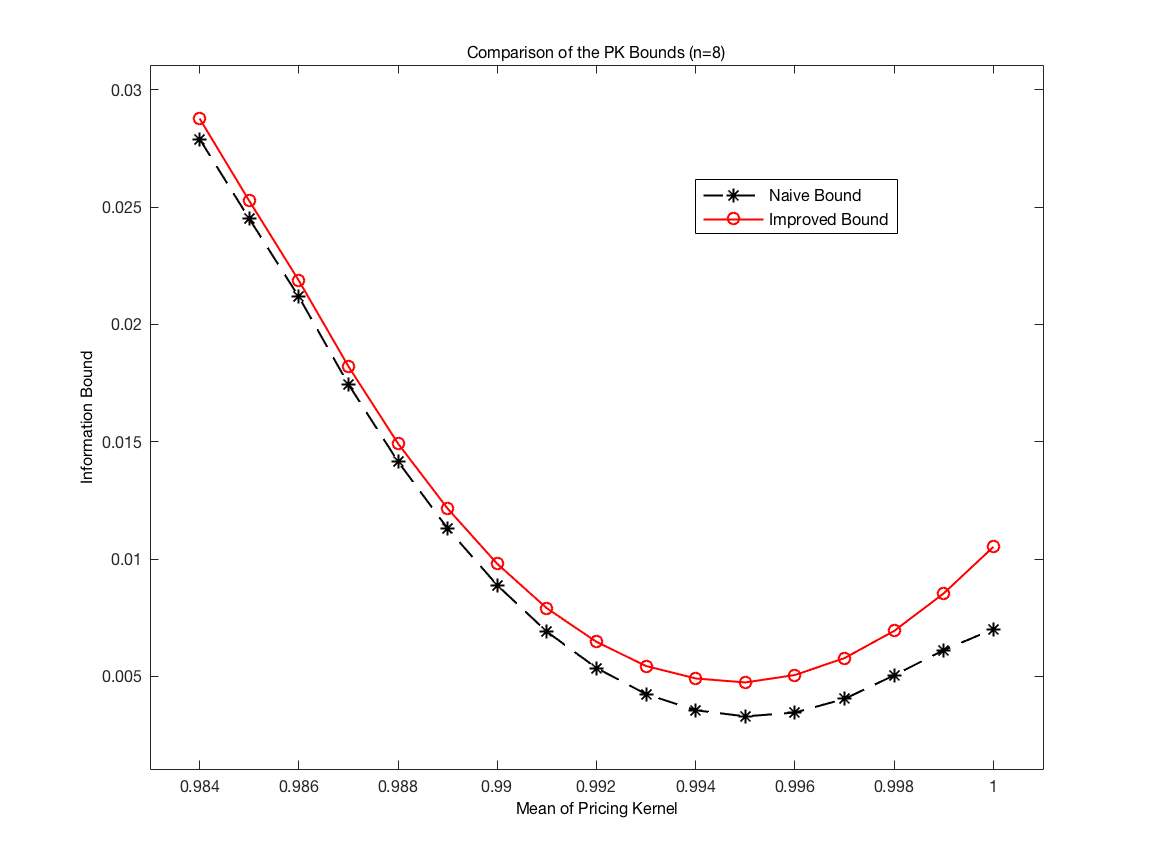 Comparison of the PK Bounds (n=8)
0.03
0.025
0.02
0.015
0.01
0.005
Information Bound
Naive Bound
Improved Bound
0.984 0.986 0.988 0.99 0.992 0.994 0.996 0.998 1
Mean of Pricing Kernel